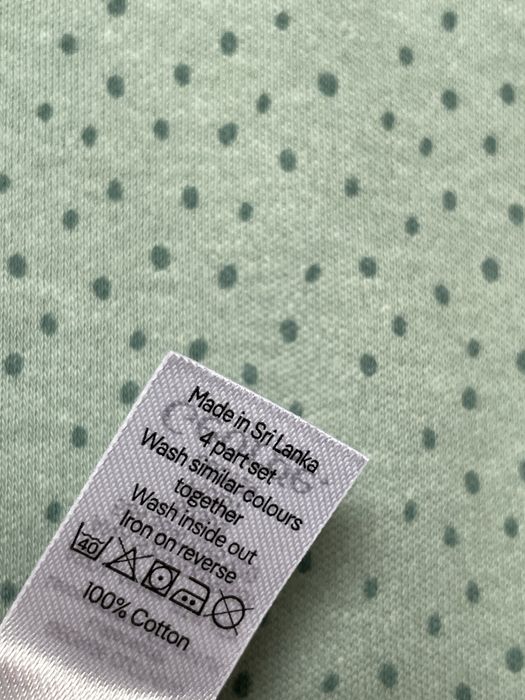 Made in Sri Lanka
4 part set
Wash similar colours
together
Wash inside out
Iron on reverse
40
100% Cotton